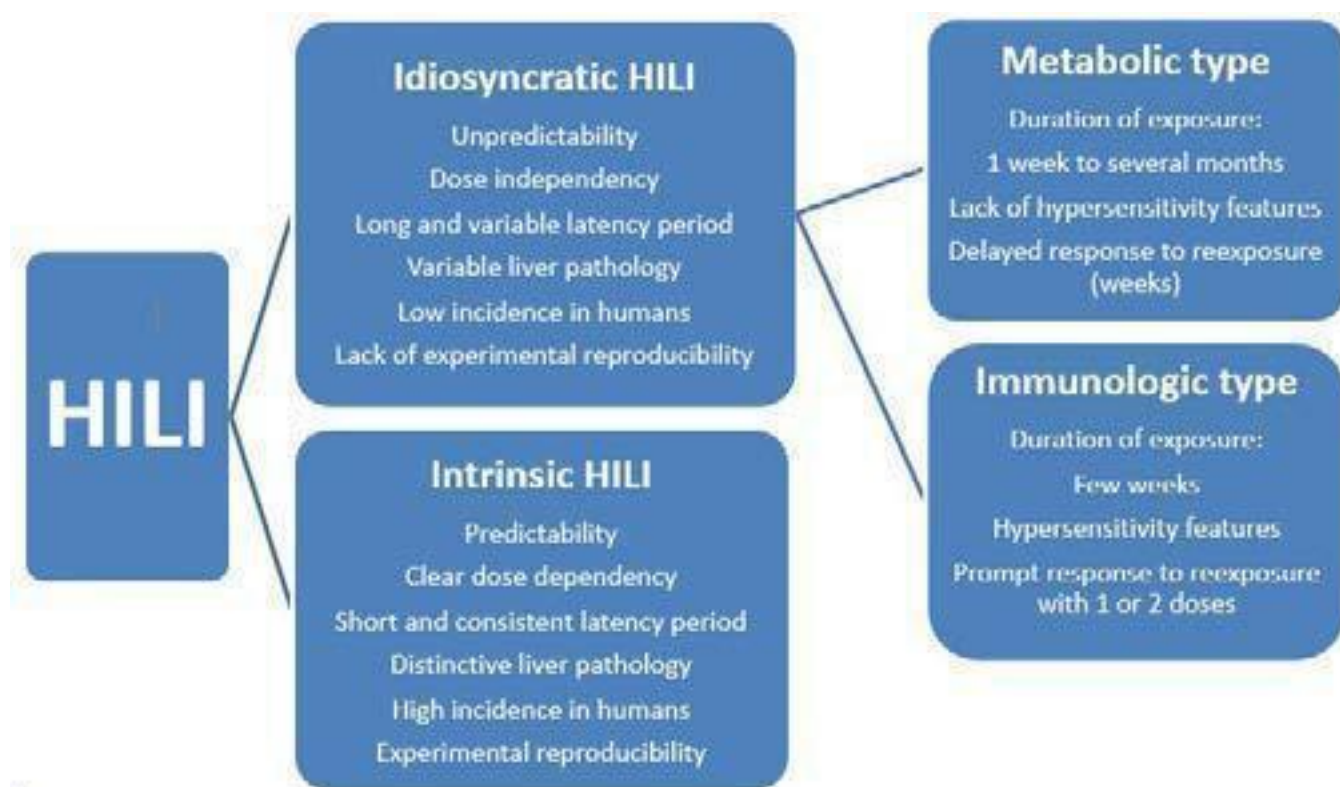 HILI
Idiosyncratic HILI
Unpredictability
Dose independency
Long and variable latency period
Variable liver pathology
Low incidence in humans
Lack of experimental reproducibility
Intrinsic HILI
Predictability
Clear dose dependency
Short and consistent latency period
Distinctive liver pathology
High incidence in humans
Experimental reproducibility
Metabolic type
Duration of exposure:
1 week to several months
Lack of hypersensitivity features
Delayed response to reexposure
(weeks)
Immunologic type
Duration of exposure:
Few weeks
Hypersensitivity features
Prompt response to reexposure
with 1 or 2 doses